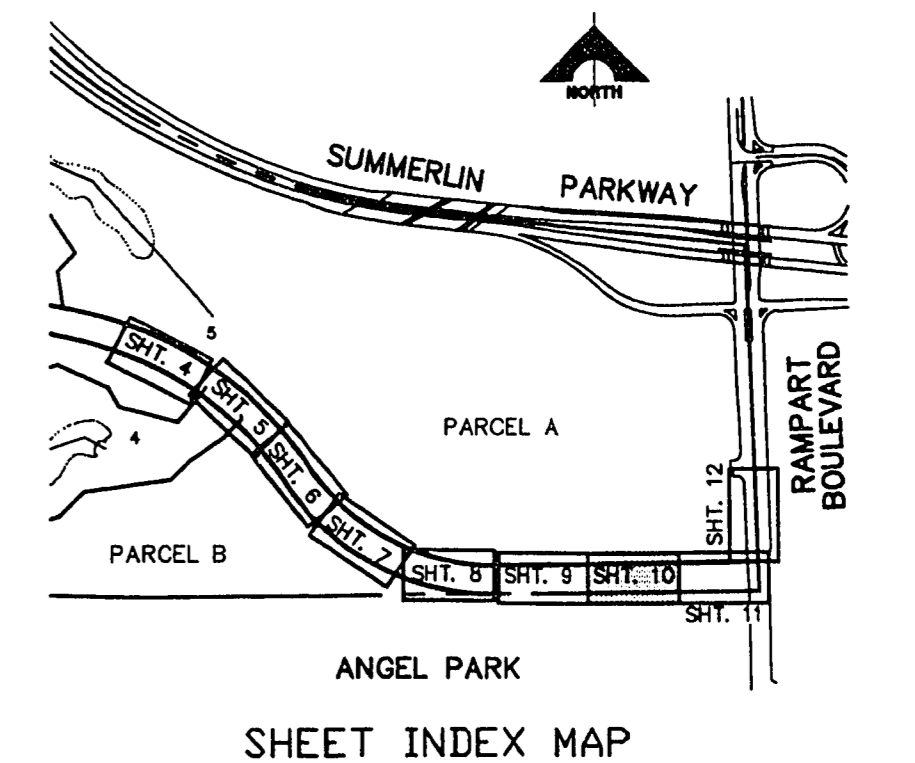 NORTH
SUMMERLIN PARKWAY
5
SHT. 4
SHT. 5
4
SHT. 6
PARCEL A
RAMPART
BOULEVARD
SHT. 12
SHT. 7
PARCEL B
SHT. 8
SHT. 9
SHT. 10
SHT. 11
ANGEL PARK
SHEET INDEX MAP